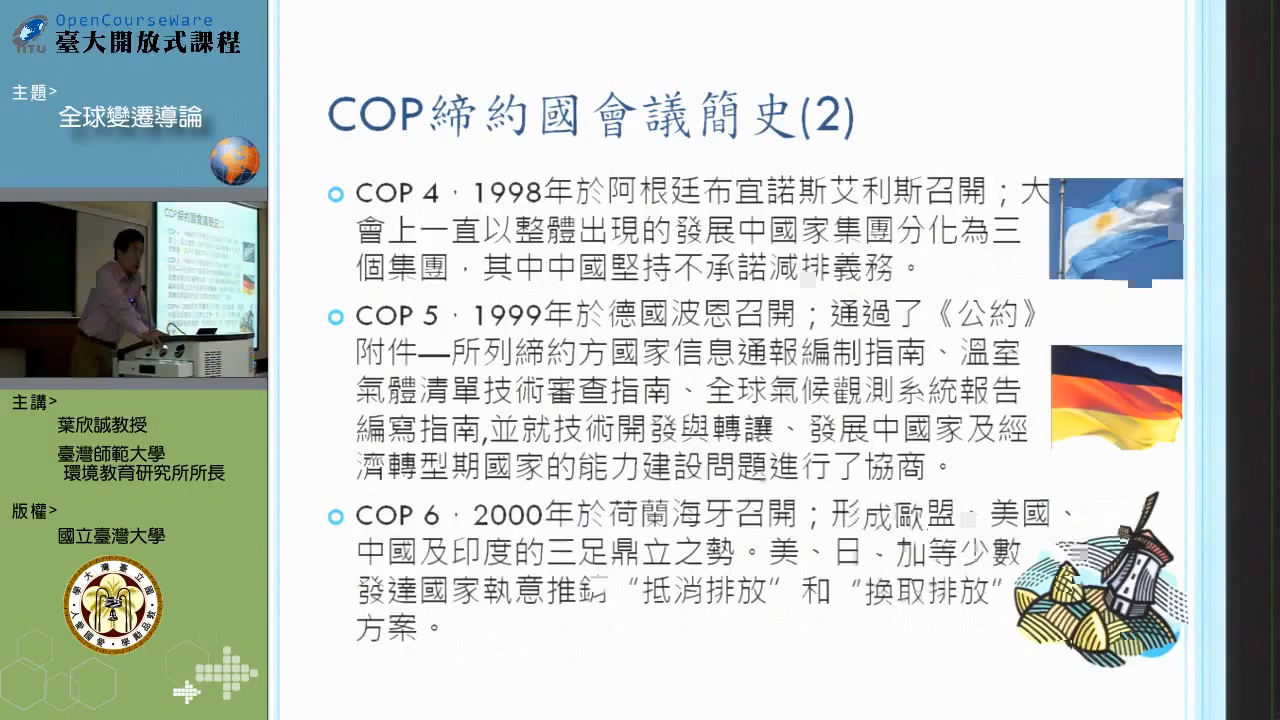 OpenCourseWare
NTU
臺大開放式課程
主題>
全球變遷導論
COP締約國會議簡史(2)
COP 4，1998年於阿根廷布宜諾斯艾利斯召開；大
會上一直以整體出現的發展中國家集團分化為三
個集團，其中中國堅持不承諾減排義務。
COP 5，1999年於德國波恩召開；通過了《公約》
附件—所列締約方國家信息通報編制指南、溫室
氣體清單技術審查指南、全球氣候觀測系統報告
編寫指南,並就技術開發與轉讓、發展中國家及經
濟轉型期國家的能力建設問題進行了協商。
COP 6，2000年於荷蘭海牙召開；形成歐盟、美國、
中國及印度的三足鼎立之勢。美、日、加等少數
發達國家執意推銷“抵消排放”和“換取排放”
方案。
主講>
葉欣誠教授
臺灣師範大學
環境教育研究所所長
版權>
國立臺灣大學